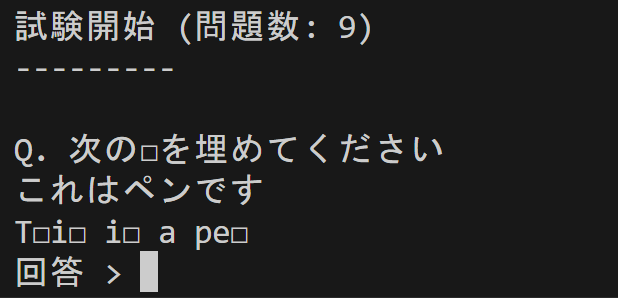 試験開始 (問題数: 9)
---------
Q. 次の□を埋めてください
これはペンです
T□i□ i□ a pe□
回答 >